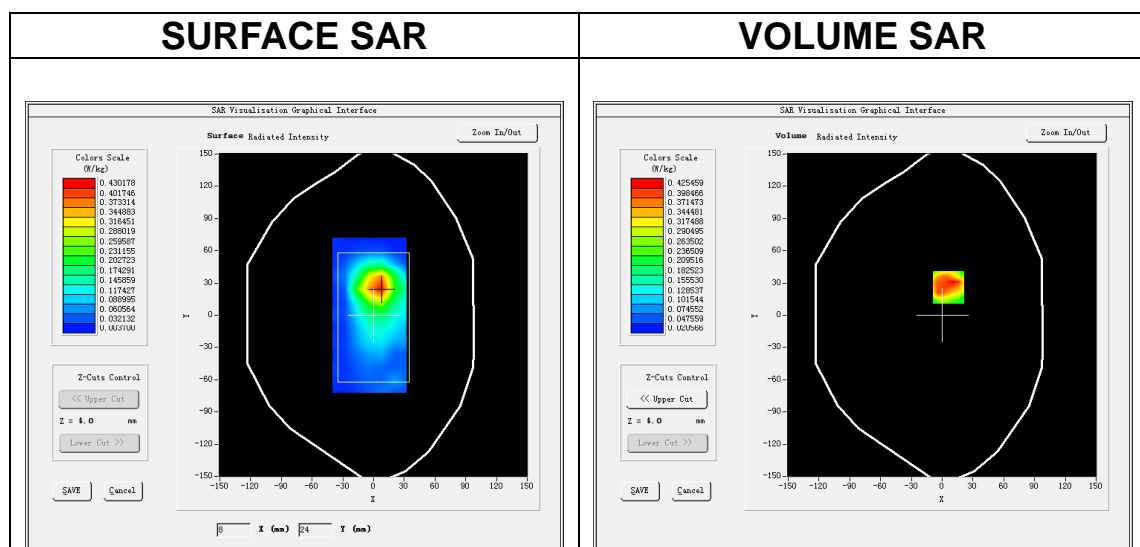 SURFACE SAR
VOLUME SAR
SAR Visualisation Graphical Interface
Surface Radiated Intensity
Zoom In/Out
Colors Scale
(W/kg)
0.430178
0.401746
0.373314
0.344883
0.316451
0.288019
0.259587
0.231155
0.202723
0.174291
0.145859
0.117427
0.088995
0.060564
0.032132
0.003700
Z-Cuts Control
<< Upper Cut
Z = 4.0 mm
Lower Cut >>
SAVE Cancel
150
120
90
60
30
0
-30
-60
-90
-120
-150
Y
-150 -120 -90 -60 -30 0 30 60 90 120 150
X
8 X (mm) 24 Y (mm)
SAR Visualisation Graphical Interface
Volume Radiated Intensity
Zoom In/Out
Colors Scale
(W/kg)
0.425459
0.398466
0.371473
0.344481
0.317488
0.290495
0.263502
0.236509
0.209516
0.182523
0.155530
0.128537
0.101544
0.074552
0.047559
0.020566
Z-Cuts Control
<< Upper Cut
Z = 4.0 mm
Lower Cut >>
SAVE Cancel
150
120
90
60
30
0
-30
-60
-90
-120
-150
Y
-150 -120 -90 -60 -30 0 30 60 90 120 150
X